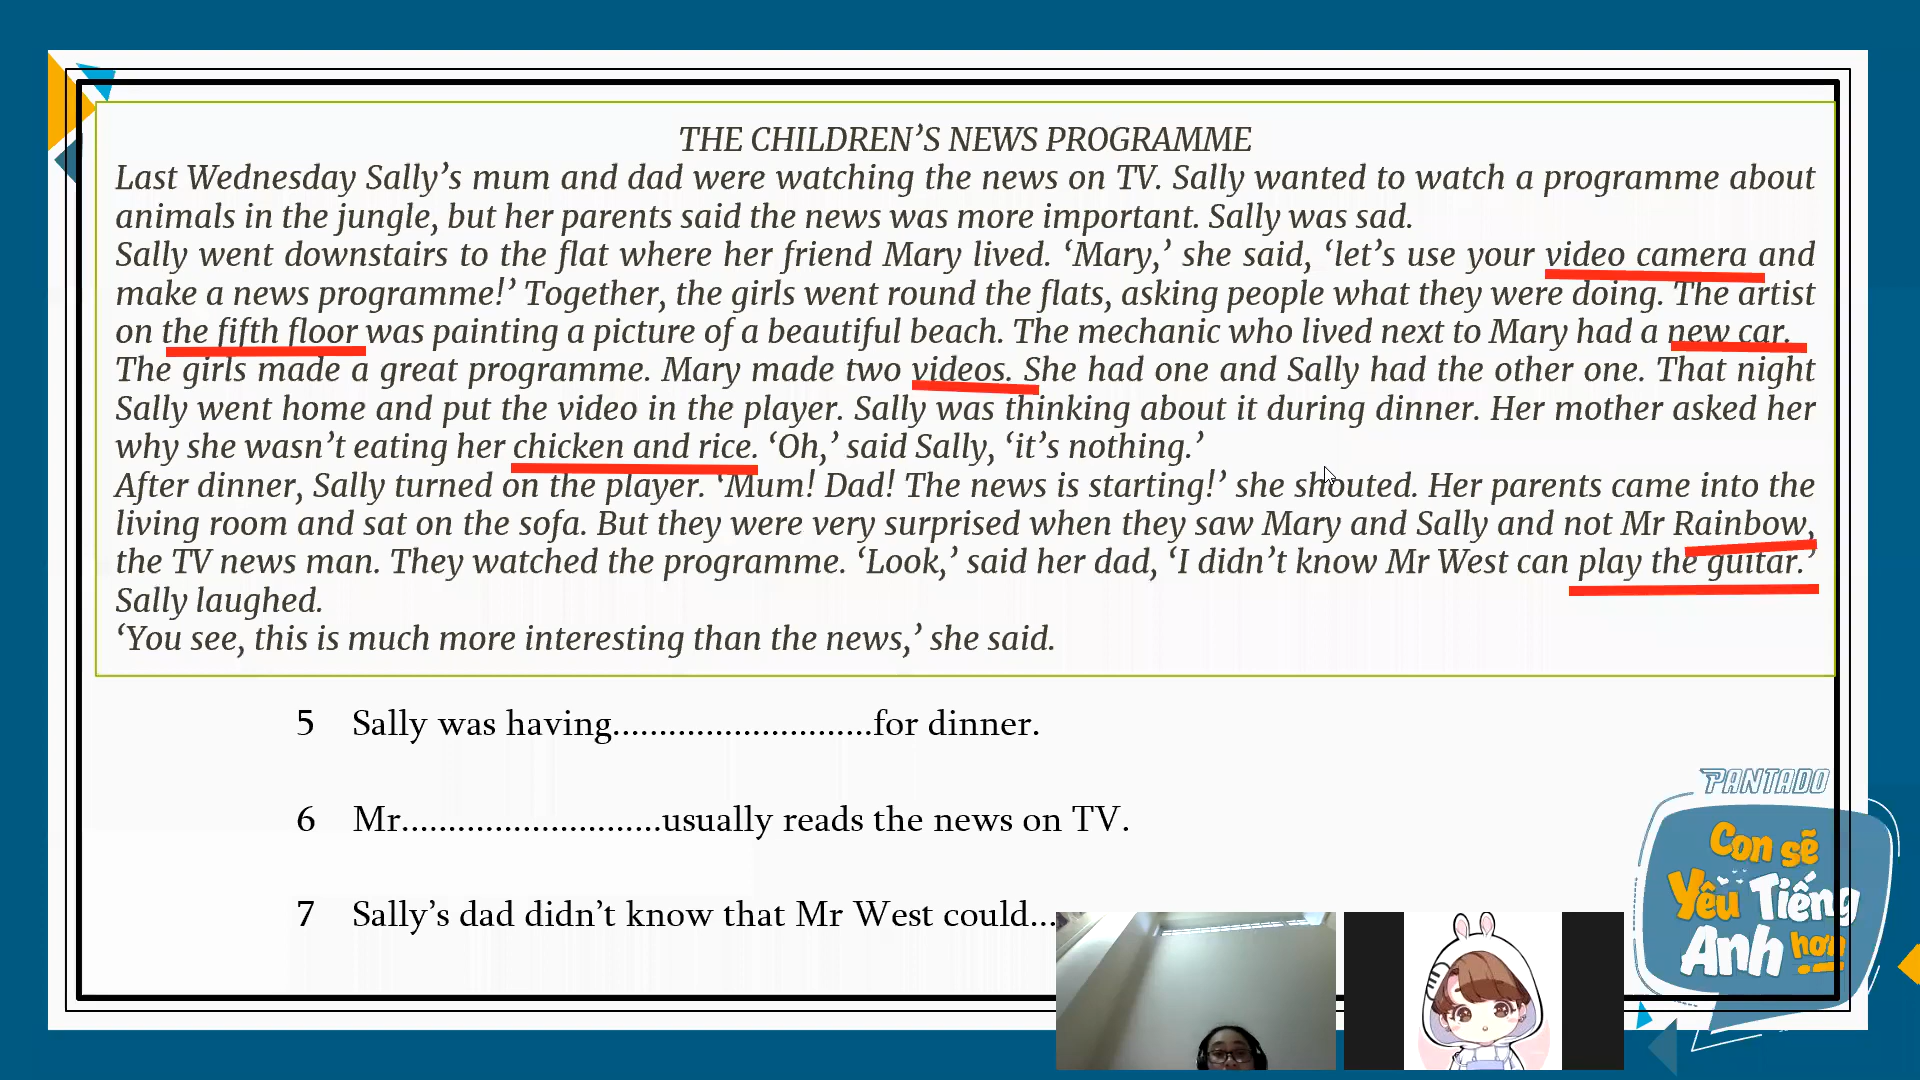 THE CHILDREN’S NEWS PROGRAMME
Last Wednesday Sally’s mum and dad were watching the news on TV. Sally wanted to watch a programme about
animals in the jungle, but her parents said the news was more important. Sally was sad.
Sally went downstairs to the flat where her friend Mary lived. ‘Mary,’ she said, ‘let’s use your video camera and
make a news programme!’ Together, the girls went round the flats, asking people what they were doing. The artist
on the fifth floor was painting a picture of a beautiful beach. The mechanic who lived next to Mary had a new car.
The girls made a great programme. Mary made two videos. She had one and Sally had the other one. That night
Sally went home and put the video in the player. Sally was thinking about it during dinner. Her mother asked her
why she wasn’t eating her chicken and rice. ‘Oh,’ said Sally, ‘it’s nothing.’
After dinner, Sally turned on the player. ‘Mum! Dad! The news is starting!’ she shouted. Her parents came into the
living room and sat on the sofa. But they were very surprised when they saw Mary and Sally and not Mr Rainbow,
the TV news man. They watched the programme. ‘Look,’ said her dad, ‘I didn’t know Mr West can play the guitar.’
Sally laughed.
‘You see, this is much more interesting than the news,’ she said.
5 Sally was having............................for dinner.
6 Mr............................usually reads the news on TV.
7 Sally’s dad didn’t know that Mr West could...
PANTADO
Con sẽ
Yêu Tiếng
Anh hơn